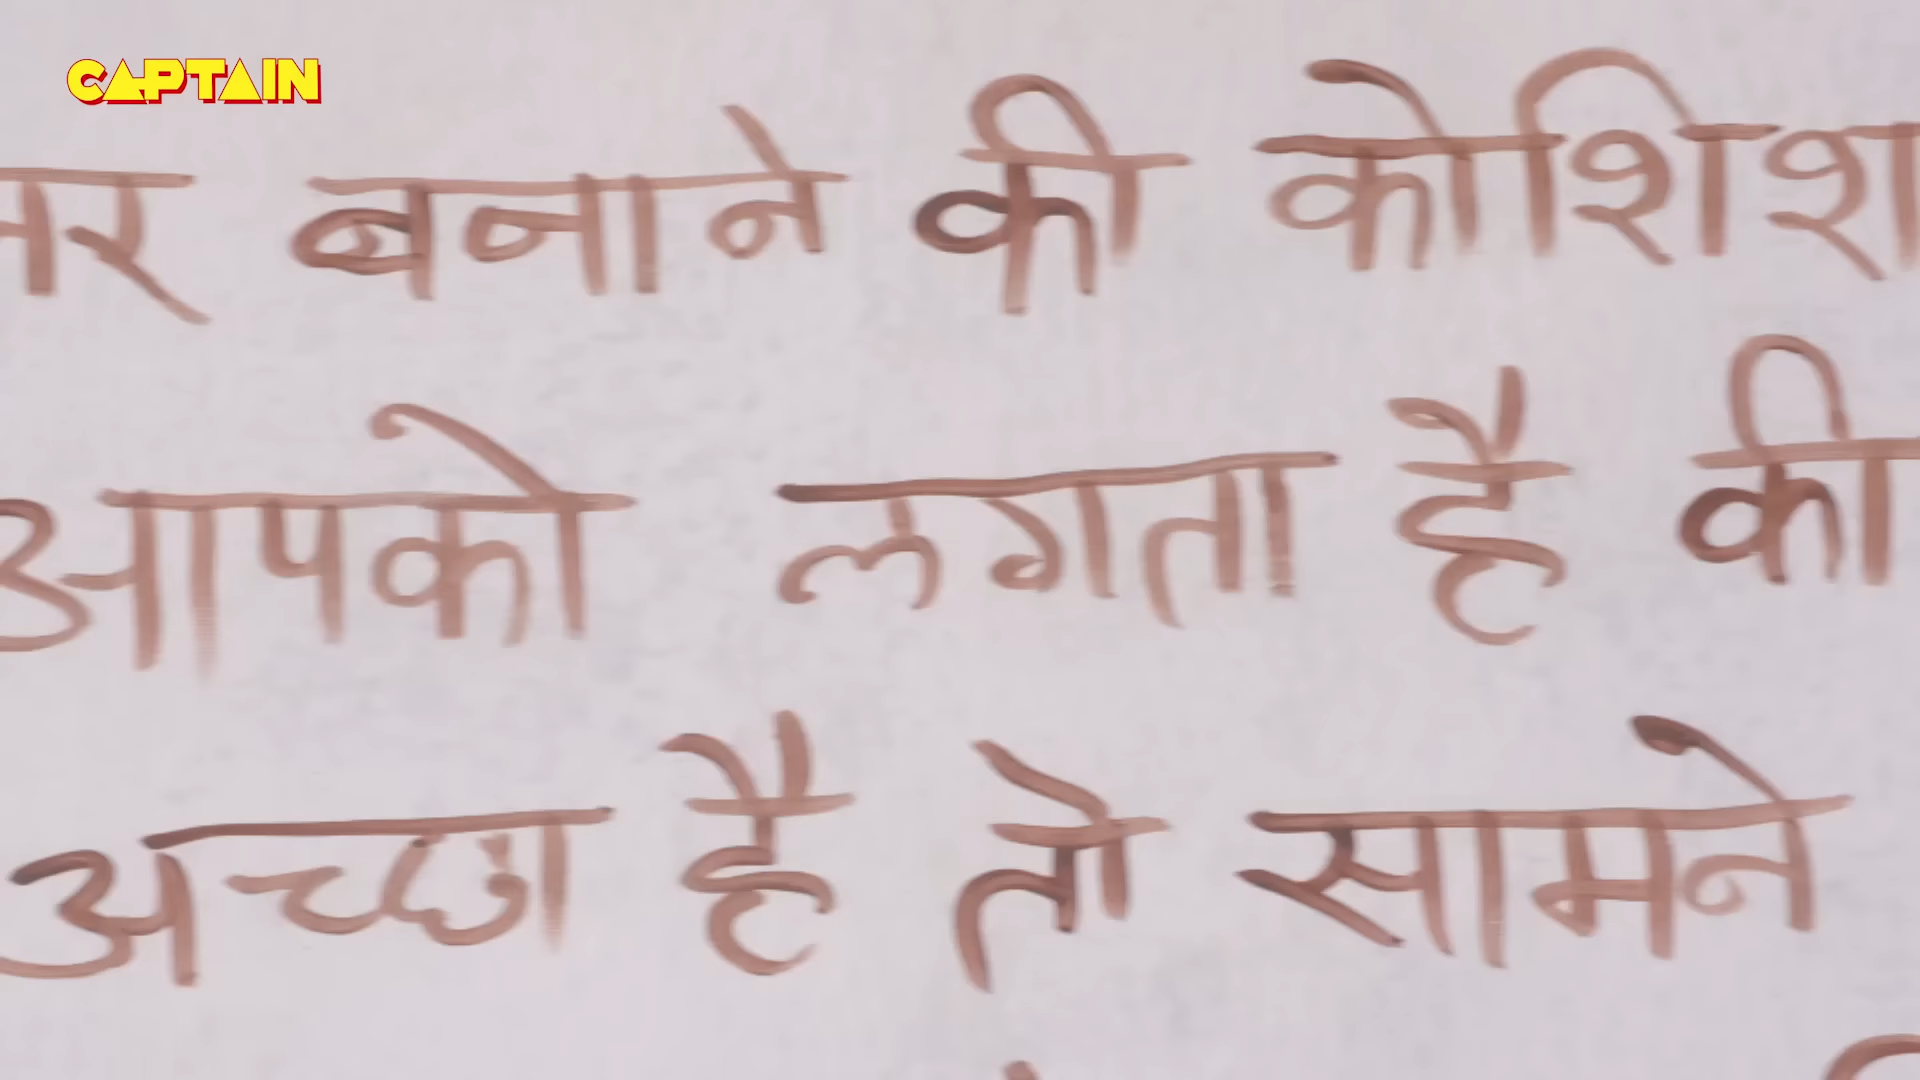 CAPTAIN
बनाने की कोशिश
आपको लगता है की
अच्छा है तो सामने